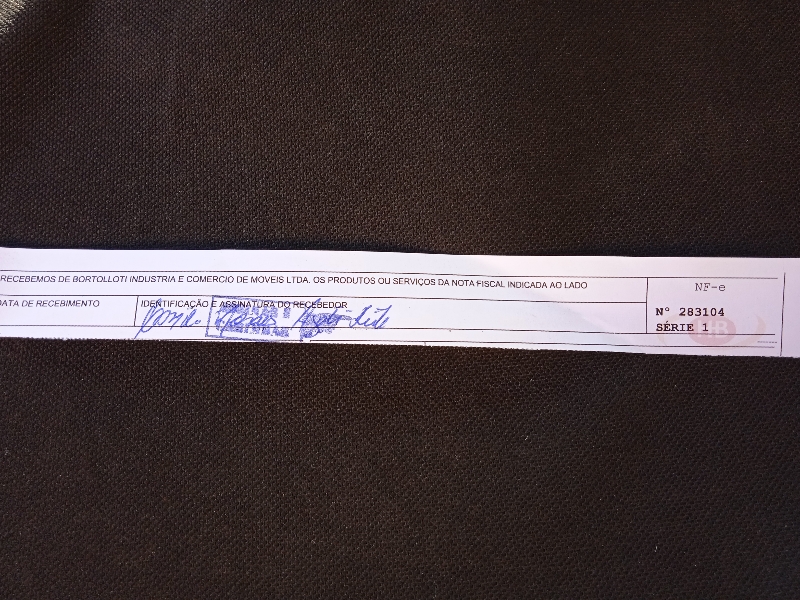 RECEBEMOS DE BORTOLLOTI INDUSTRIA E COMERCIO DE MOVEIS LTDA. OS PRODUTOS OU SERVIÇOS DA NOTA FISCAL INDICADA AO LADO
NF-e
DATA DE RECEBIMENTO
IDENTIFICAÇÃO E ASSINATURA DO RECEBEDOR
Nº 283104
SÉRIE 1